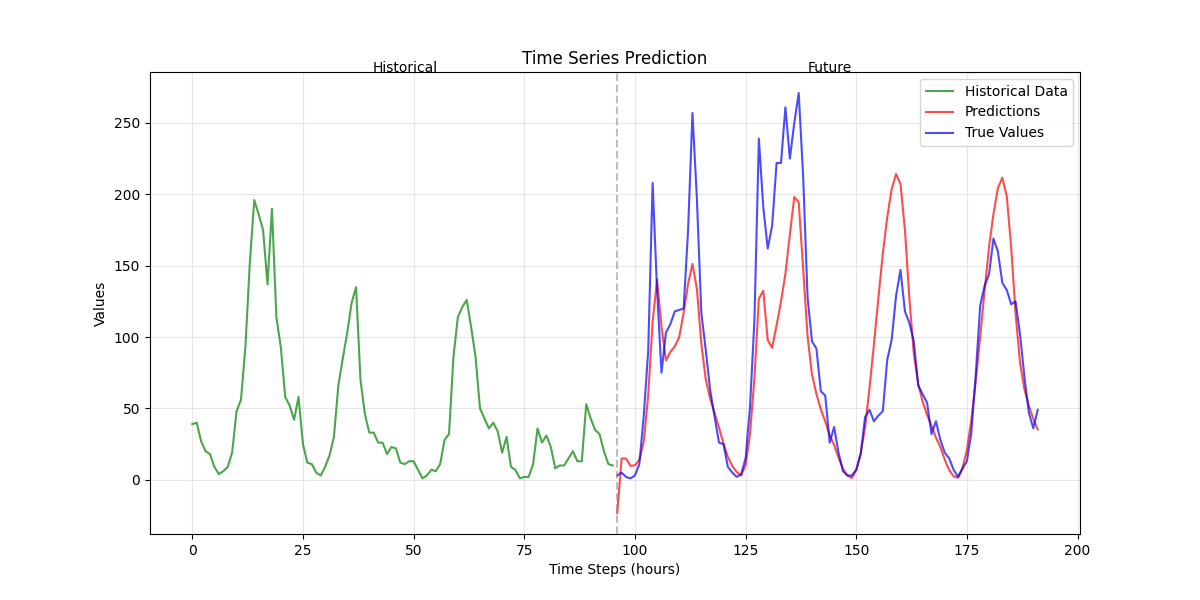 Time Series Prediction
Historical
Future
Historical Data
Predictions
True Values
Values
250
200
150
100
50
0
0
25
50
75
100
125
150
175
200
Time Steps (hours)